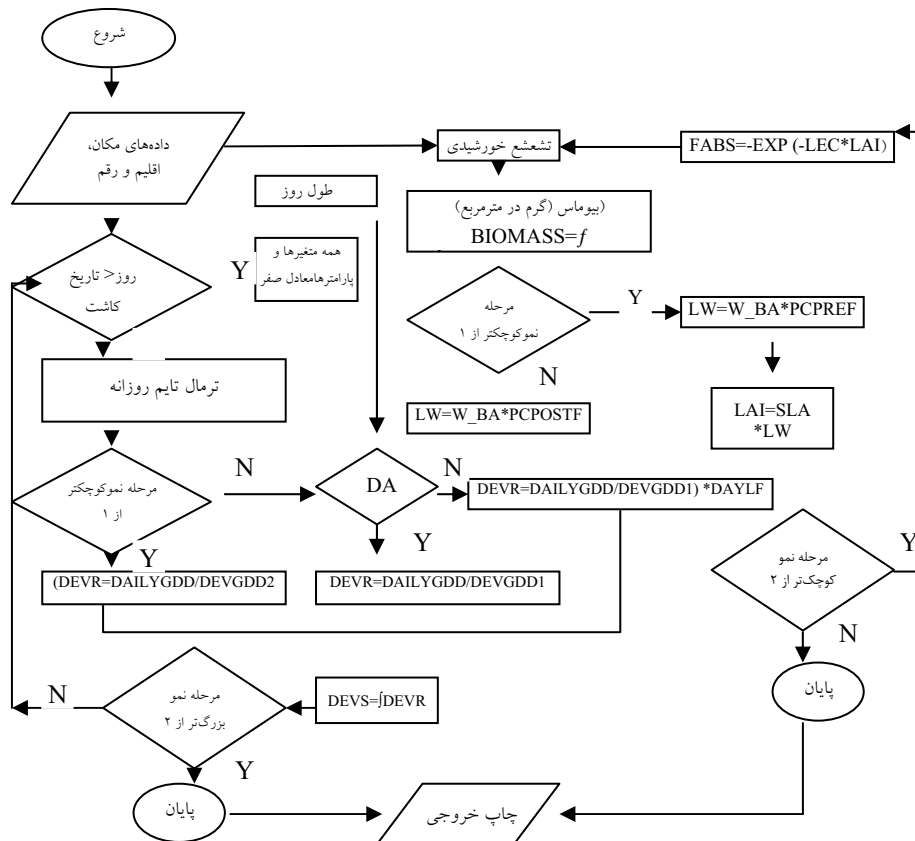 شروع
داده‌های مکان،
اقلیم و رقم
تشعشع خورشیدی
FABS=-EXP (-LEC*LAI)
طول روز
بیوماس (گرم در مترمربع)
BIOMASS=f
روز> تاریخ
کاشت
Y
همه متغیرها و
پارامترهامعادل صفر
مرحله
نموکوچکتر از ۱
Y
LW=W_BA*PCPREF
N
ترمال تایم روزانه
LW=W_BA*PCPOSTF
LAI=SLA
*LW
مرحله نموکوچکتر
از ۱
N
DA
N
DEVR=DAILYGDD/DEVGDD1) *DAYLF
Y
Y
(DEVR=DAILYGDD/DEVGDD2
DEVR=DAILYGDD/DEVGDD1
مرحله نمو
کوچک‌تر از ۲
Y
N
مرحله نمو
بزرگ‌تر از ۲
N
DEVS=∫DEVR
پایان
Y
پایان
چاپ خروجی